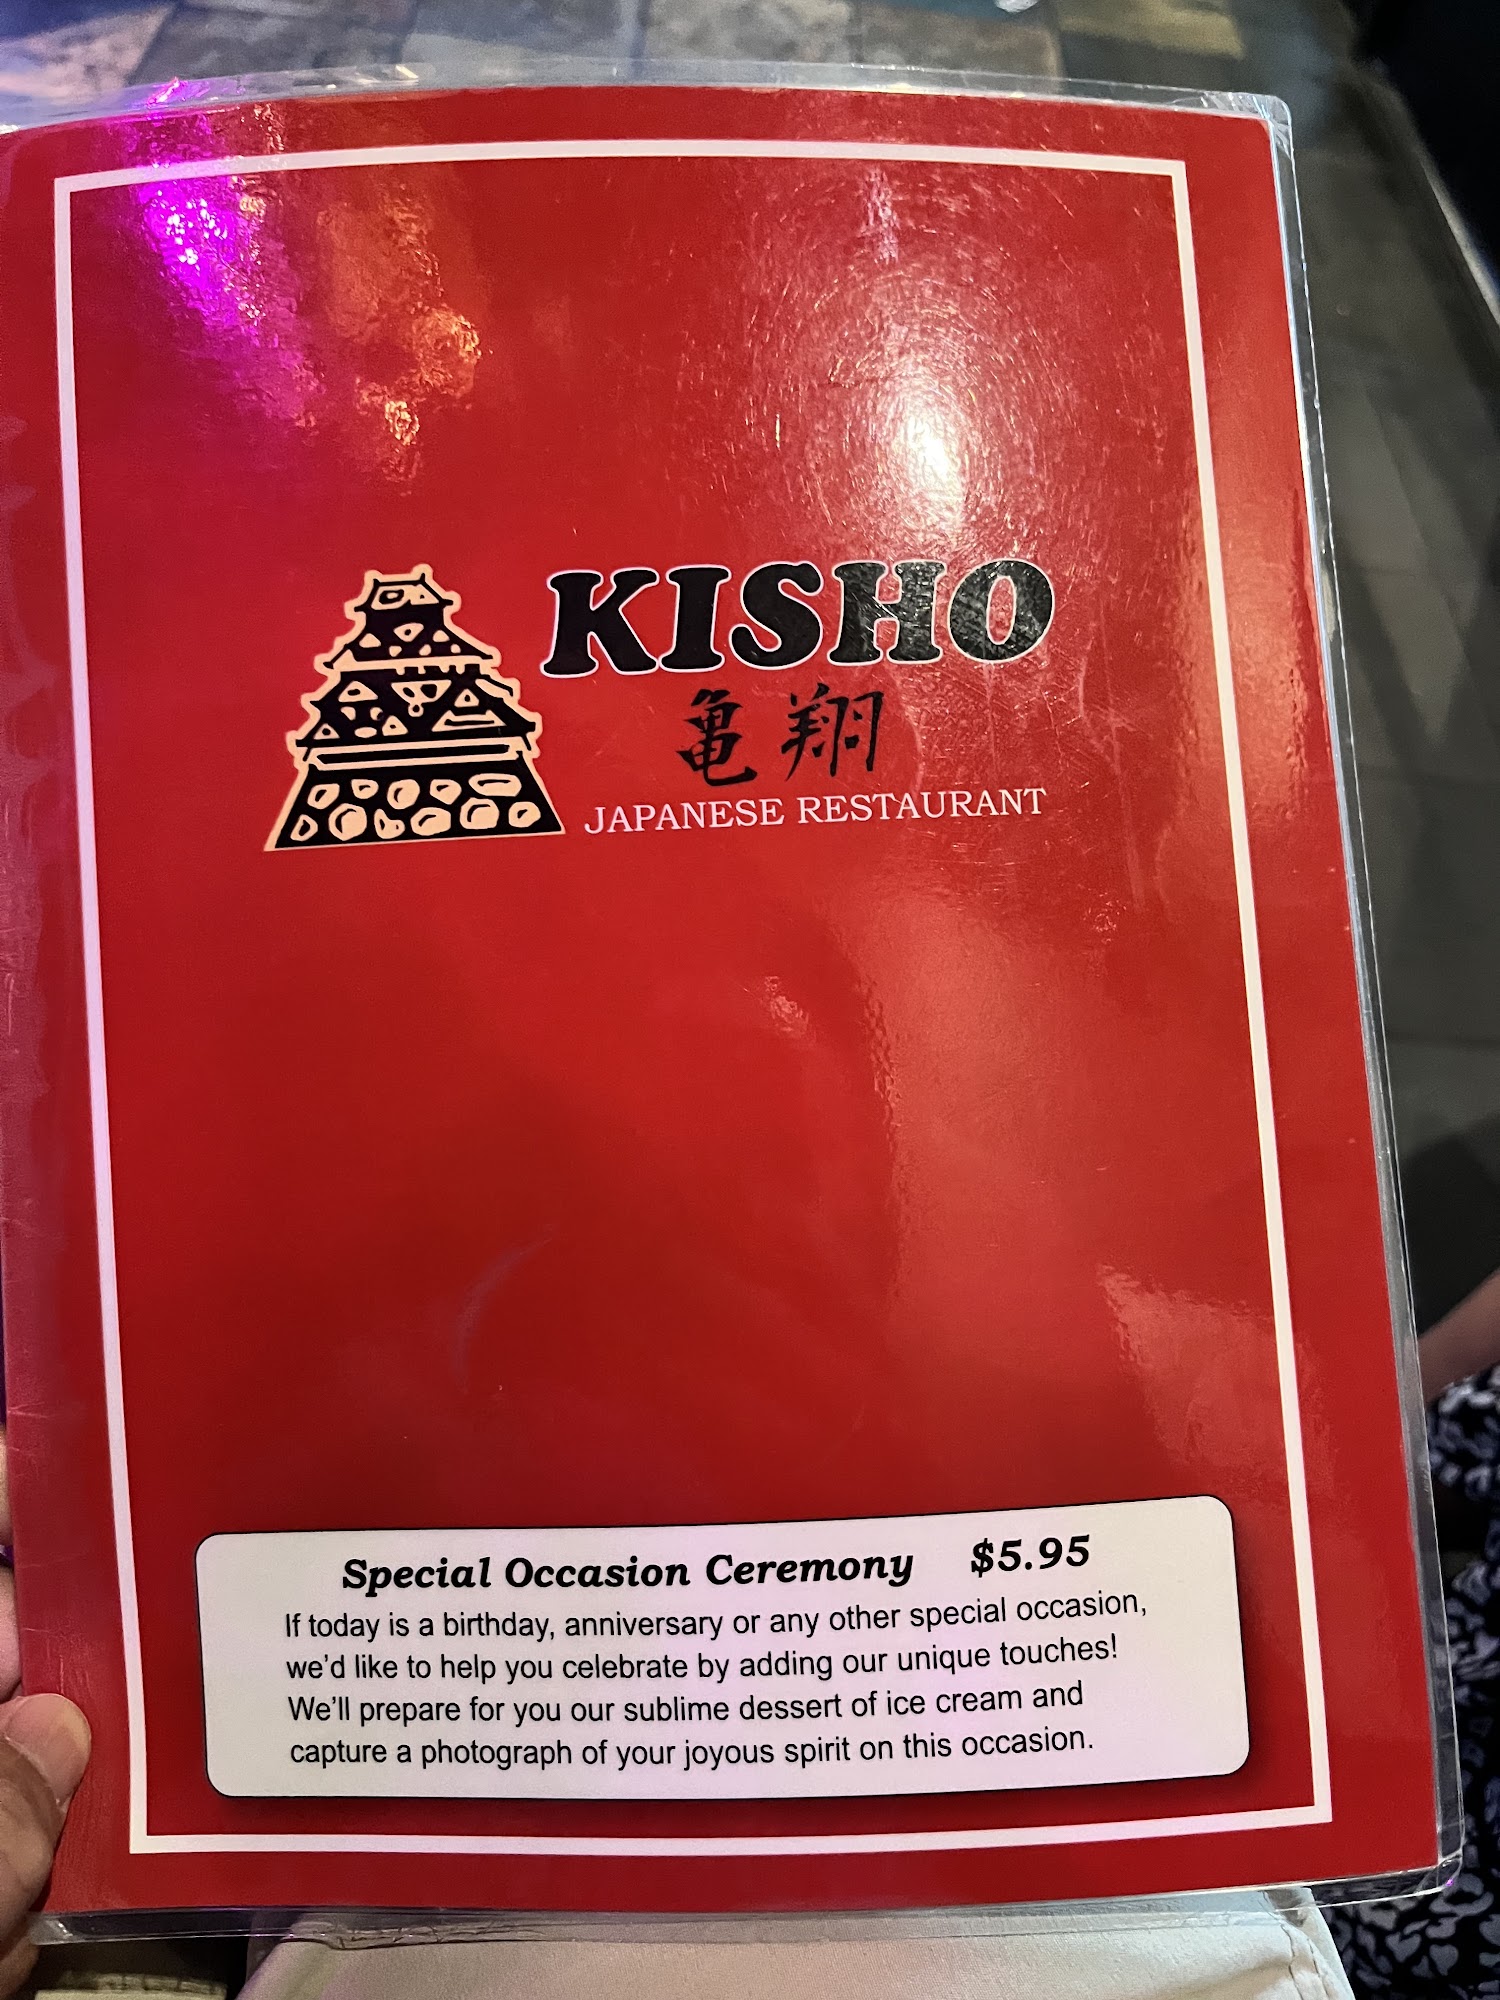 KISHO
亀翔
JAPANESE RESTAURANT
Special Occasion Ceremony $5.95
If today is a birthday, anniversary or any other special occasion,
we'd like to help you celebrate by adding our unique touches!
We'll prepare for you our sublime dessert of ice cream and
capture a photograph of your joyous spirit on this occasion.